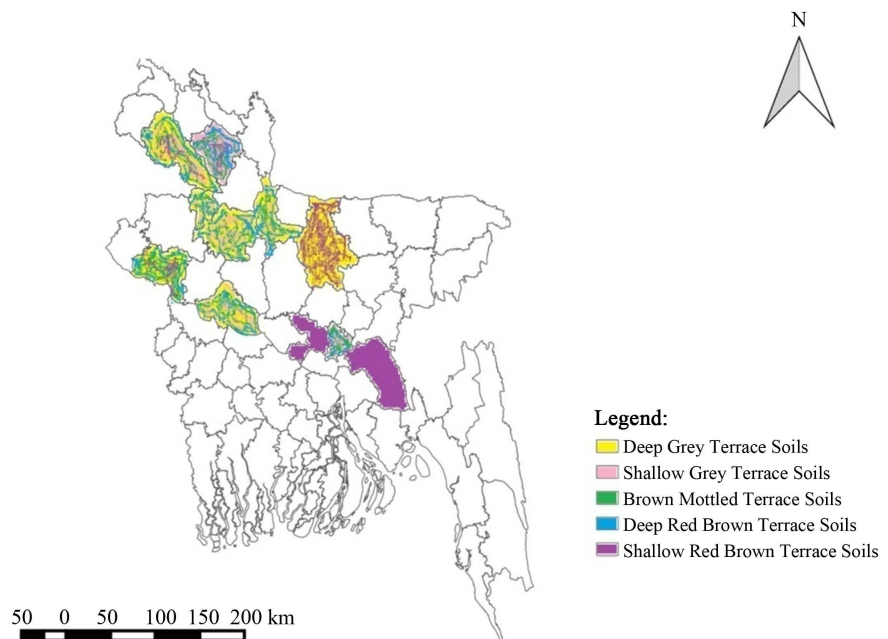 N
Legend:
Deep Grey Terrace Soils
Shallow Grey Terrace Soils
Brown Mottled Terrace Soils
Deep Red Brown Terrace Soils
Shallow Red Brown Terrace Soils
50 0 50 100 150 200 km